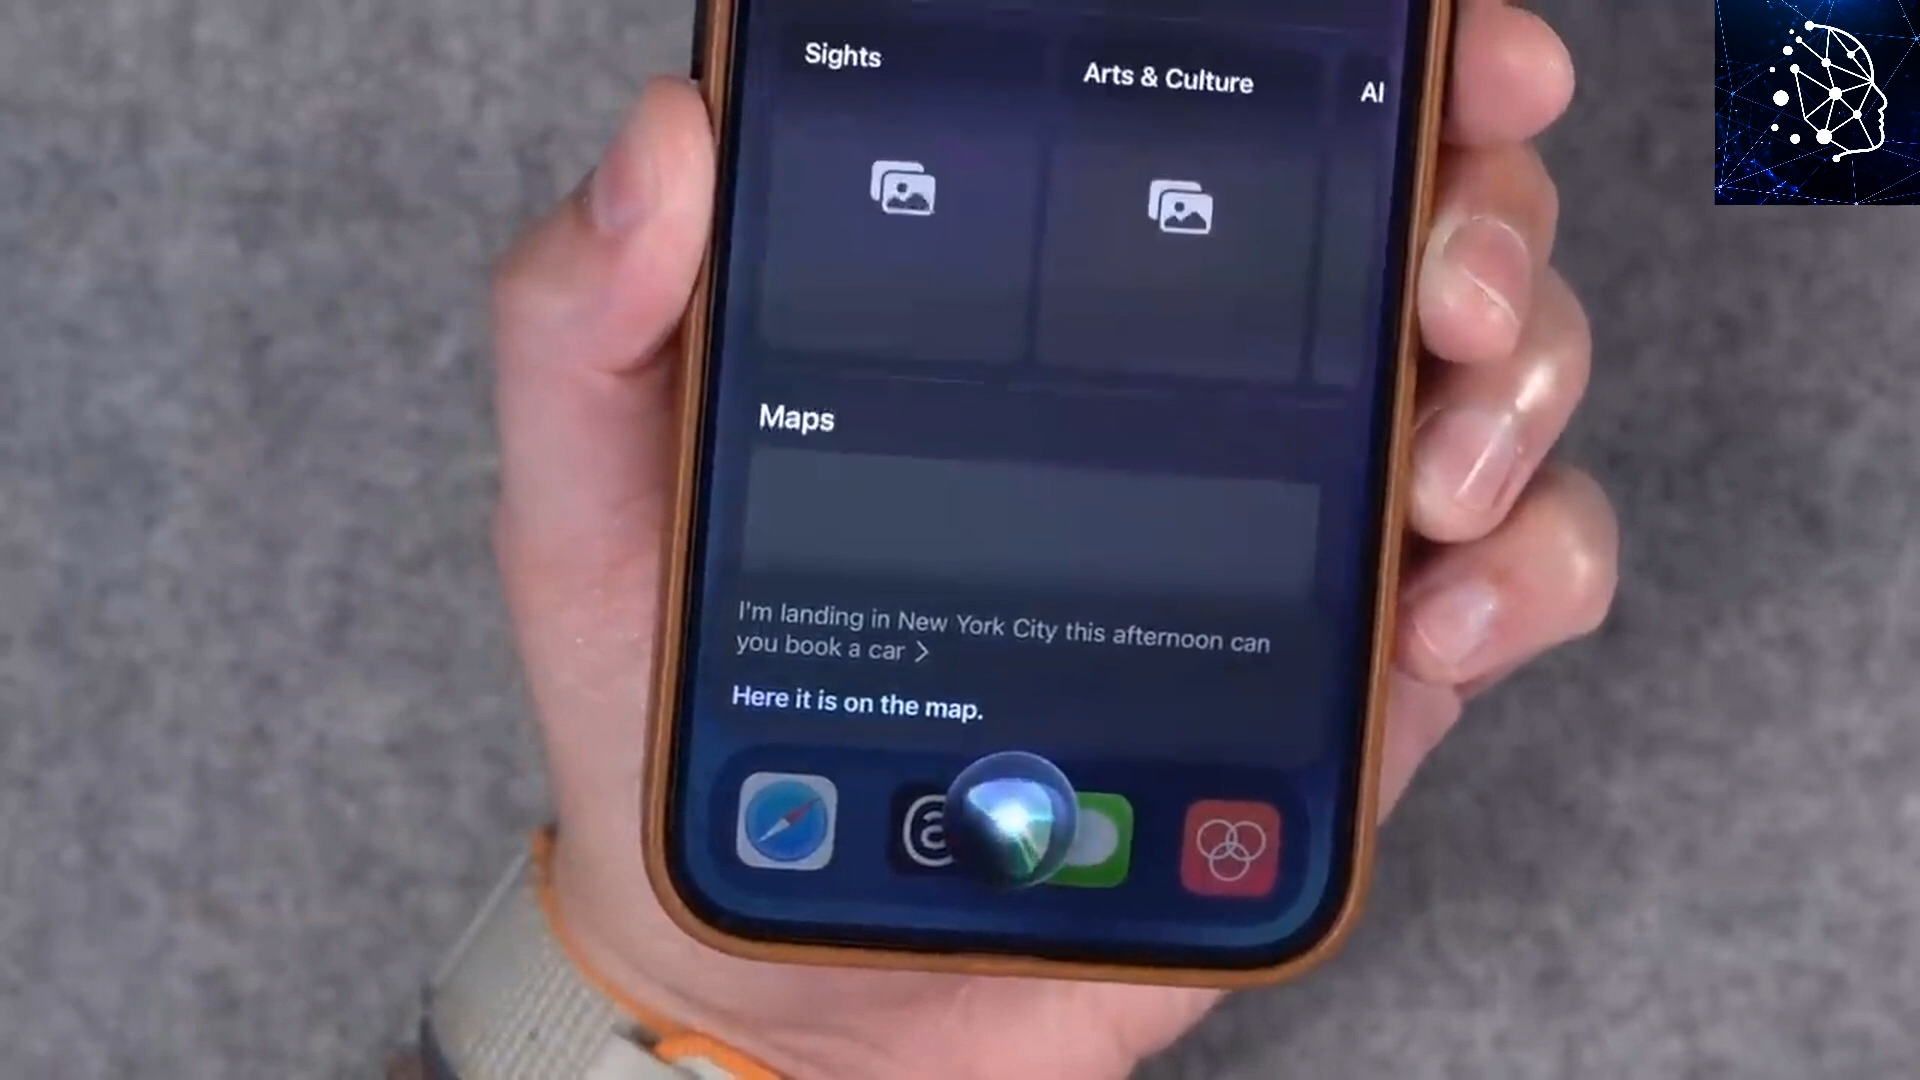 Sights
Arts & Culture
Al
Maps
I'm landing in New York City this afternoon can
you book a car >
Here it is on the map.